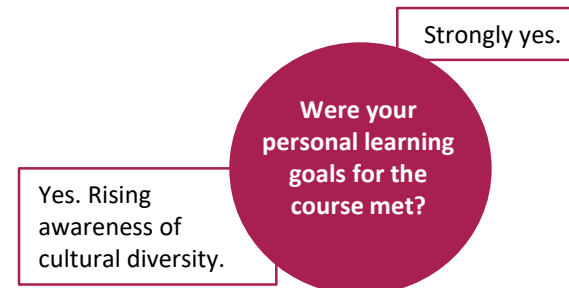 Strongly yes.
Were your
personal learning
goals for the
course met?
Yes. Rising
awareness of
cultural diversity.